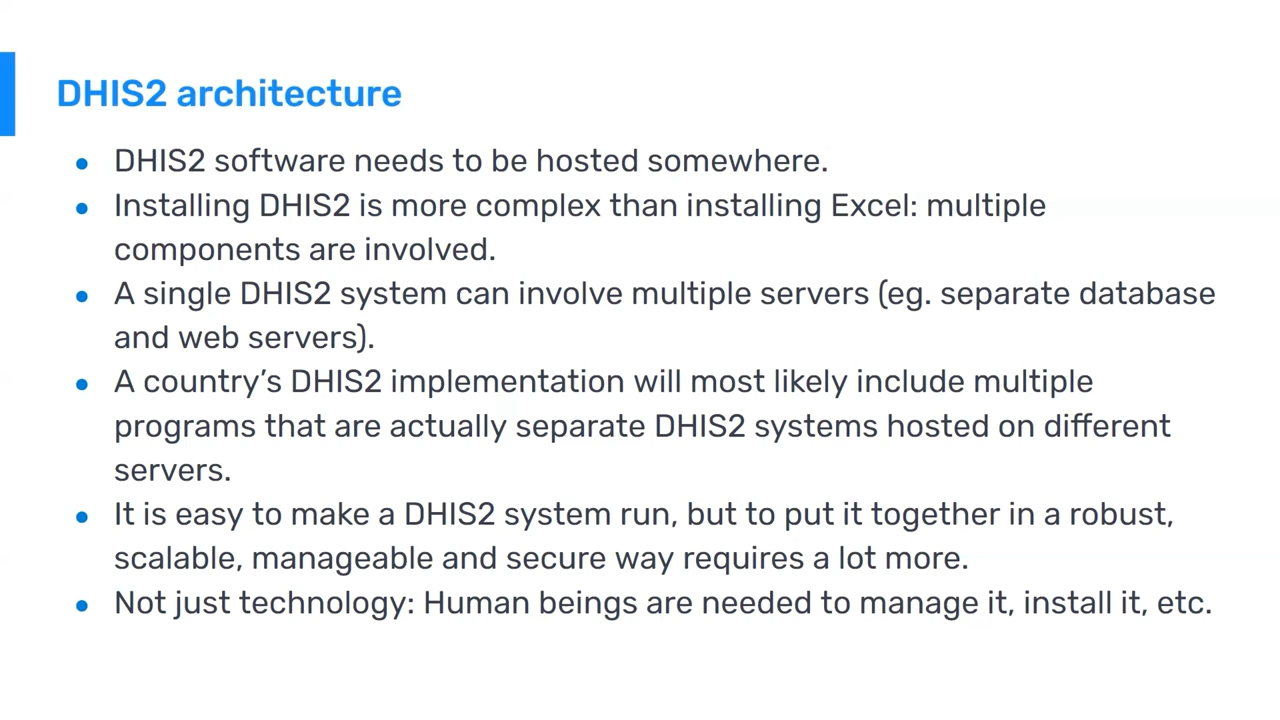 DHIS2 architecture
● DHIS2 software needs to be hosted somewhere.
● Installing DHIS2 is more complex than installing Excel: multiple
components are involved.
● A single DHIS2 system can involve multiple servers (eg. separate database
and web servers).
● A country’s DHIS2 implementation will most likely include multiple
programs that are actually separate DHIS2 systems hosted on different
servers.
● It is easy to make a DHIS2 system run, but to put it together in a robust,
scalable, manageable and secure way requires a lot more.
● Not just technology: Human beings are needed to manage it, install it, etc.